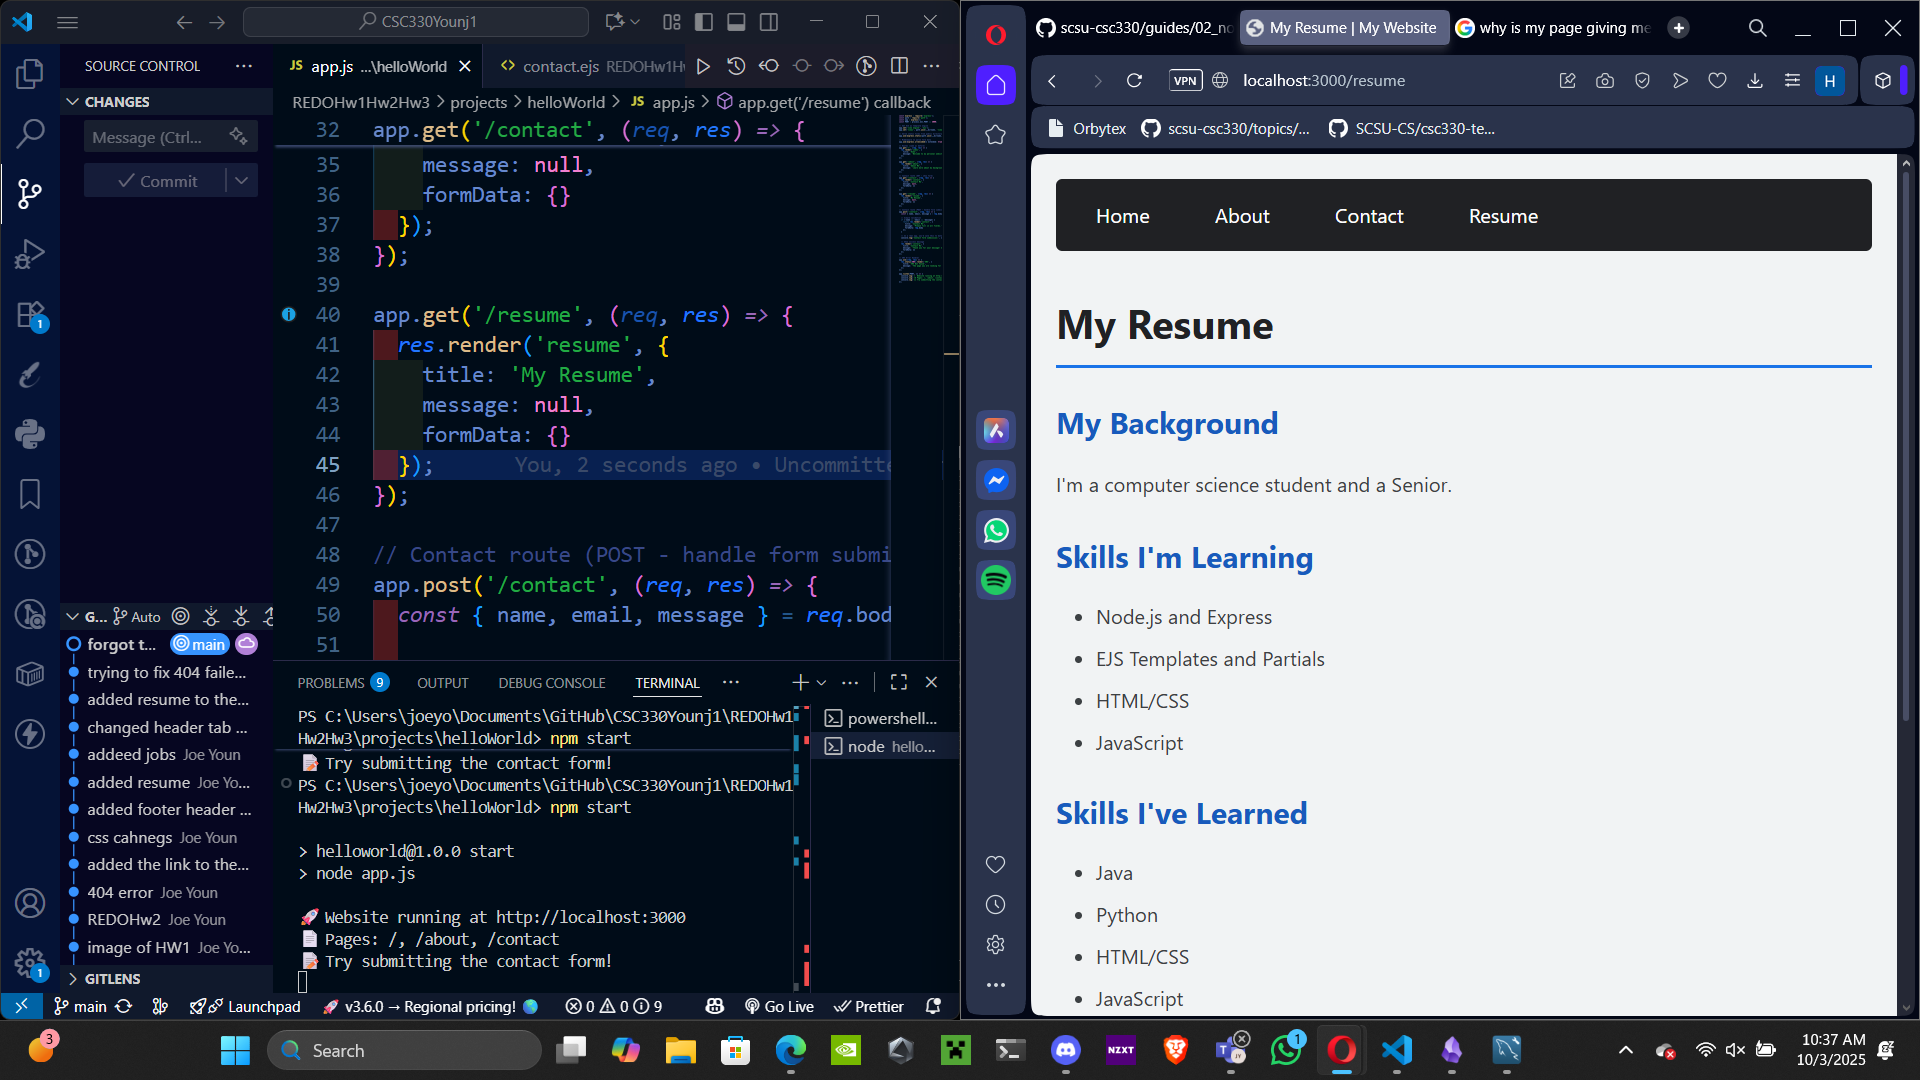 CSC330Younj1
SOURCE CONTROL
CHANGES
Message (Ctrl...
Commit
G... Auto
forgot t... main
trying to fix 404 faile...
added resume to the...
changed header tab ...
addeed jobs Joe Youn
added resume Joe Yo...
added footer header ...
css cahnegs Joe Youn
added the link to the...
404 error Joe Youn
REDOHw2 Joe Youn
image of HW1 Joe Yo...
GITLENS
1
1
JS app.js ...\helloWorld
<> contact.ejs REDOHw1H
REDOHw1Hw2Hw3 > projects > helloWorld > JS app.js > app.get('/resume') callback
32 app.get('/contact', (req, res) => {
35 message: null,
36 formData: {}
37 });
38 });
39
40 app.get('/resume', (req, res) => {
41 res.render('resume', {
42 title: 'My Resume',
43 message: null,
44 formData: {}
45 }); You, 2 seconds ago • Uncommitte
46 });
47
48 // Contact route (POST - handle form submi
49 app.post('/contact', (req, res) => {
50 const { name, email, message } = req.bod
51
PROBLEMS 9 OUTPUT DEBUG CONSOLE TERMINAL
PS C:\Users\joeyo\Documents\GitHub\CSC330Younj1\REDOHw1
Hw2Hw3\projects\helloWorld> npm start
Try submitting the contact form!
PS C:\Users\joeyo\Documents\GitHub\CSC330Younj1\REDOHw1
Hw2Hw3\projects\helloWorld> npm start
> helloworld@1.0.0 start
> node app.js
Website running at http://localhost:3000
Pages: /, /about, /contact
Try submitting the contact form!
powershell...
node hello...
main Launchpad v3.6.0 → Regional pricing! 0 0 9 Go Live Prettier
scsu-csc330/guides/02_no
My Resume | My Website
why is my page giving me
VPN localhost:3000/resume
H
Orbytex
scsu-csc330/topics/...
SCSU-CS/csc330-te...
Home About Contact Resume
My Resume
My Background
I'm a computer science student and a Senior.
Skills I'm Learning
• Node.js and Express
• EJS Templates and Partials
• HTML/CSS
• JavaScript
Skills I've Learned
• Java
• Python
• HTML/CSS
• JavaScript
3
Search
NZXT
JY
1
10:37 AM
10/3/2025